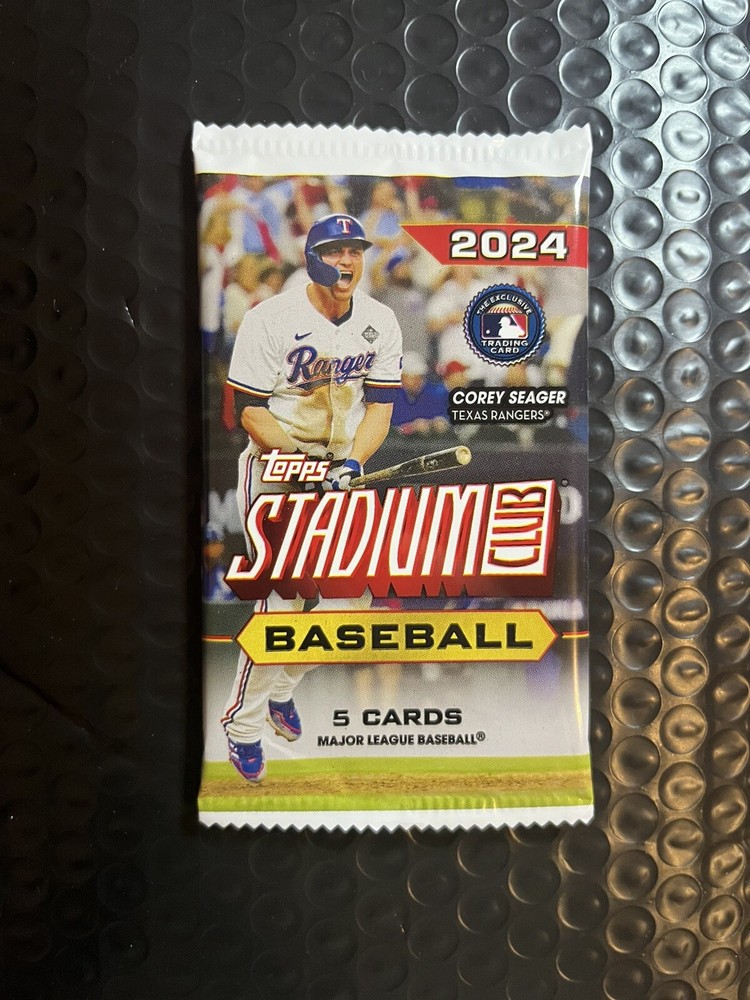 T
2024
THE EXCLUSIVE
TRADING
CARD
Rangers
COREY SEAGER
TEXAS RANGERS®
topps
STADIUM CLUB
BASEBALL
5 CARDS
MAJOR LEAGUE BASEBALL®